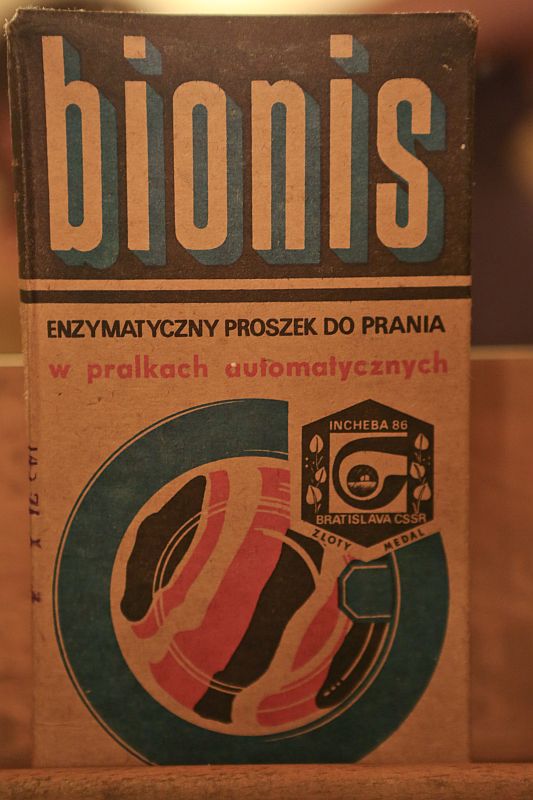 bionis
ENZYMATYCZNY PROSZEK DO PRANIA
w pralkach automatycznych
INCHEBA 86
BRATISLAVA CSSR
ZŁOTY MEDAL